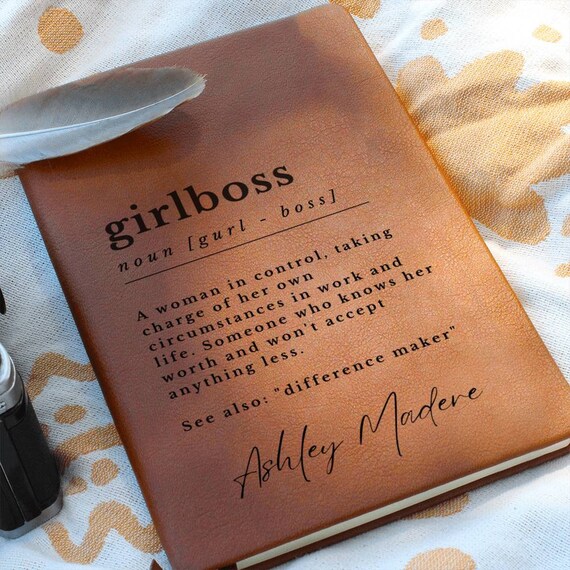 girlboss
noun [gurl - boss]
A woman in control, taking
charge of her own
circumstances in work and
life. Someone who knows her
worth and won't accept
anything less.
See also: "difference maker"
Ashley Madere